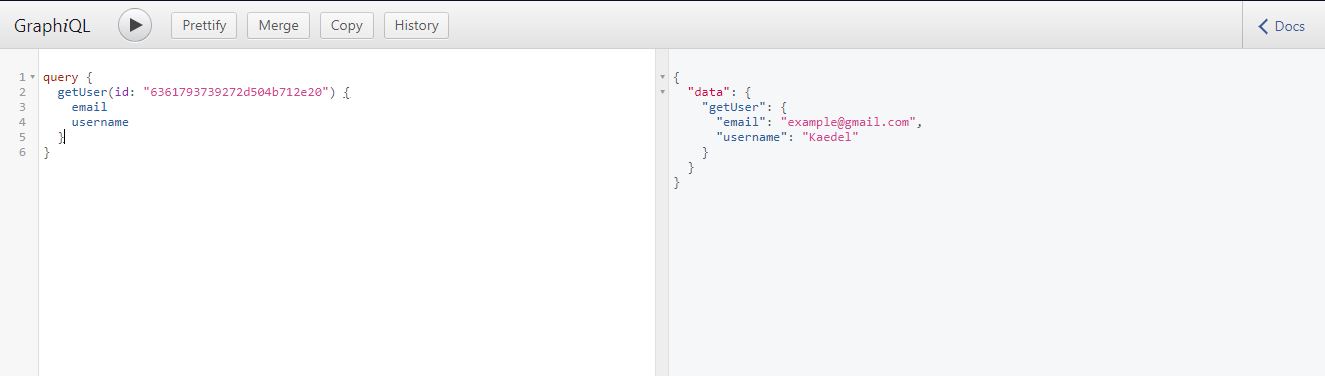 GraphiQL
Prettify
Merge
Copy
History
Docs
1 query {
2 getUser(id: "6361793739272d504b712e20") {
3 email
4 username
5 }
6 }
{
"data": {
"getUser": {
"email": "example@gmail.com",
"username": "Kaedel"
}
}
}